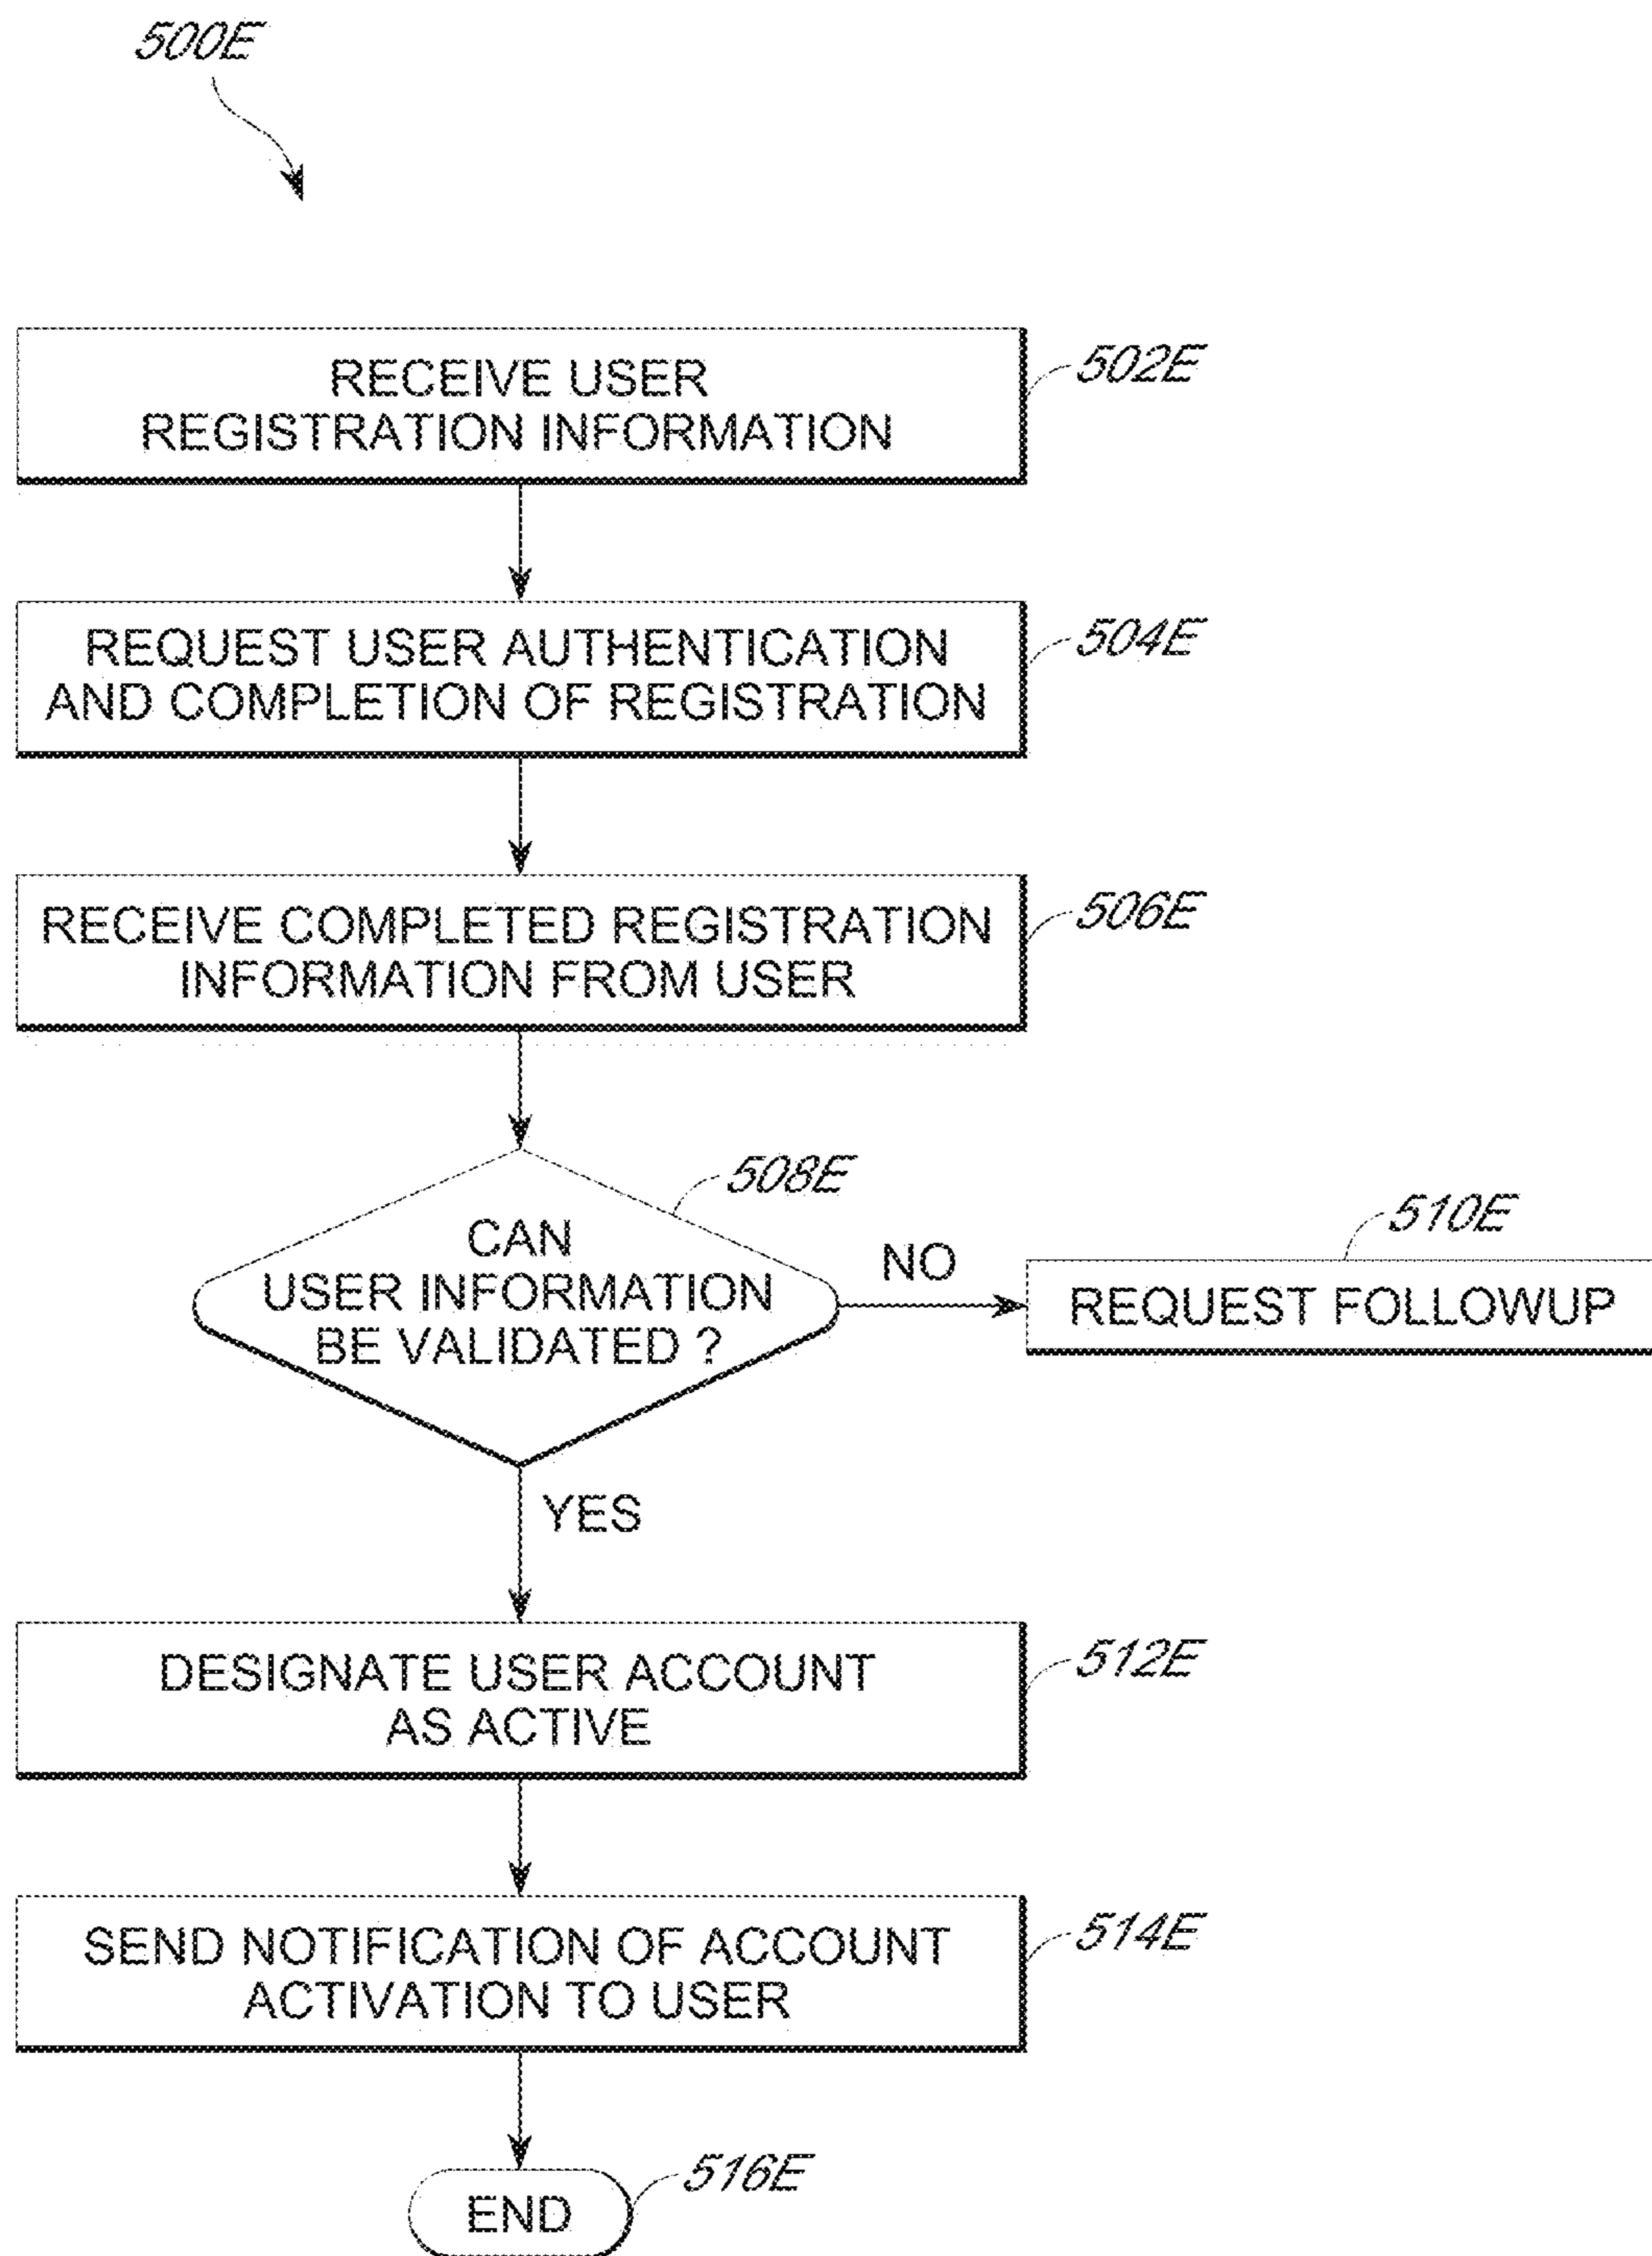 500E
RECEIVE USER
REGISTRATION INFORMATION
502E
REQUEST USER AUTHENTICATION
AND COMPLETION OF REGISTRATION
504E
RECEIVE COMPLETED REGISTRATION
INFORMATION FROM USER
506E
508E
CAN
USER INFORMATION
BE VALIDATED ?
NO
510E
REQUEST FOLLOWUP
YES
DESIGNATE USER ACCOUNT
AS ACTIVE
512E
SEND NOTIFICATION OF ACCOUNT
ACTIVATION TO USER
514E
516E
END